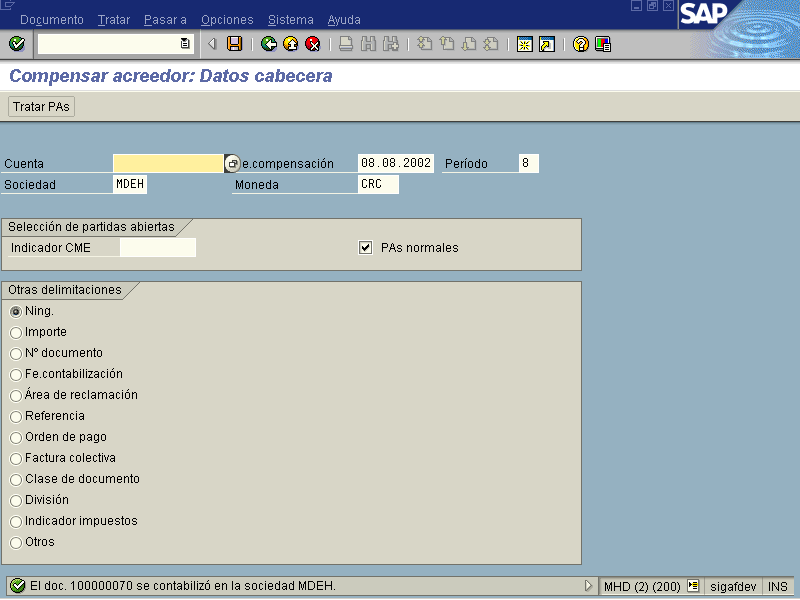 Documento Tratar Pasar a Opciones Sistema Ayuda
SAP
Compensar acreedor: Datos cabecera
Tratar PAs
Cuenta e.compensación 08.08.2002 Período 8
Sociedad MDEH Moneda CRC
Selección de partidas abiertas
Indicador CME PAs normales
Otras delimitaciones
Ning.
Importe
Nº documento
Fe.contabilización
Área de reclamación
Referencia
Orden de pago
Factura colectiva
Clase de documento
División
Indicador impuestos
Otros
El doc. 100000070 se contabilizó en la sociedad MDEH. MHD (2) (200) sigafdev INS